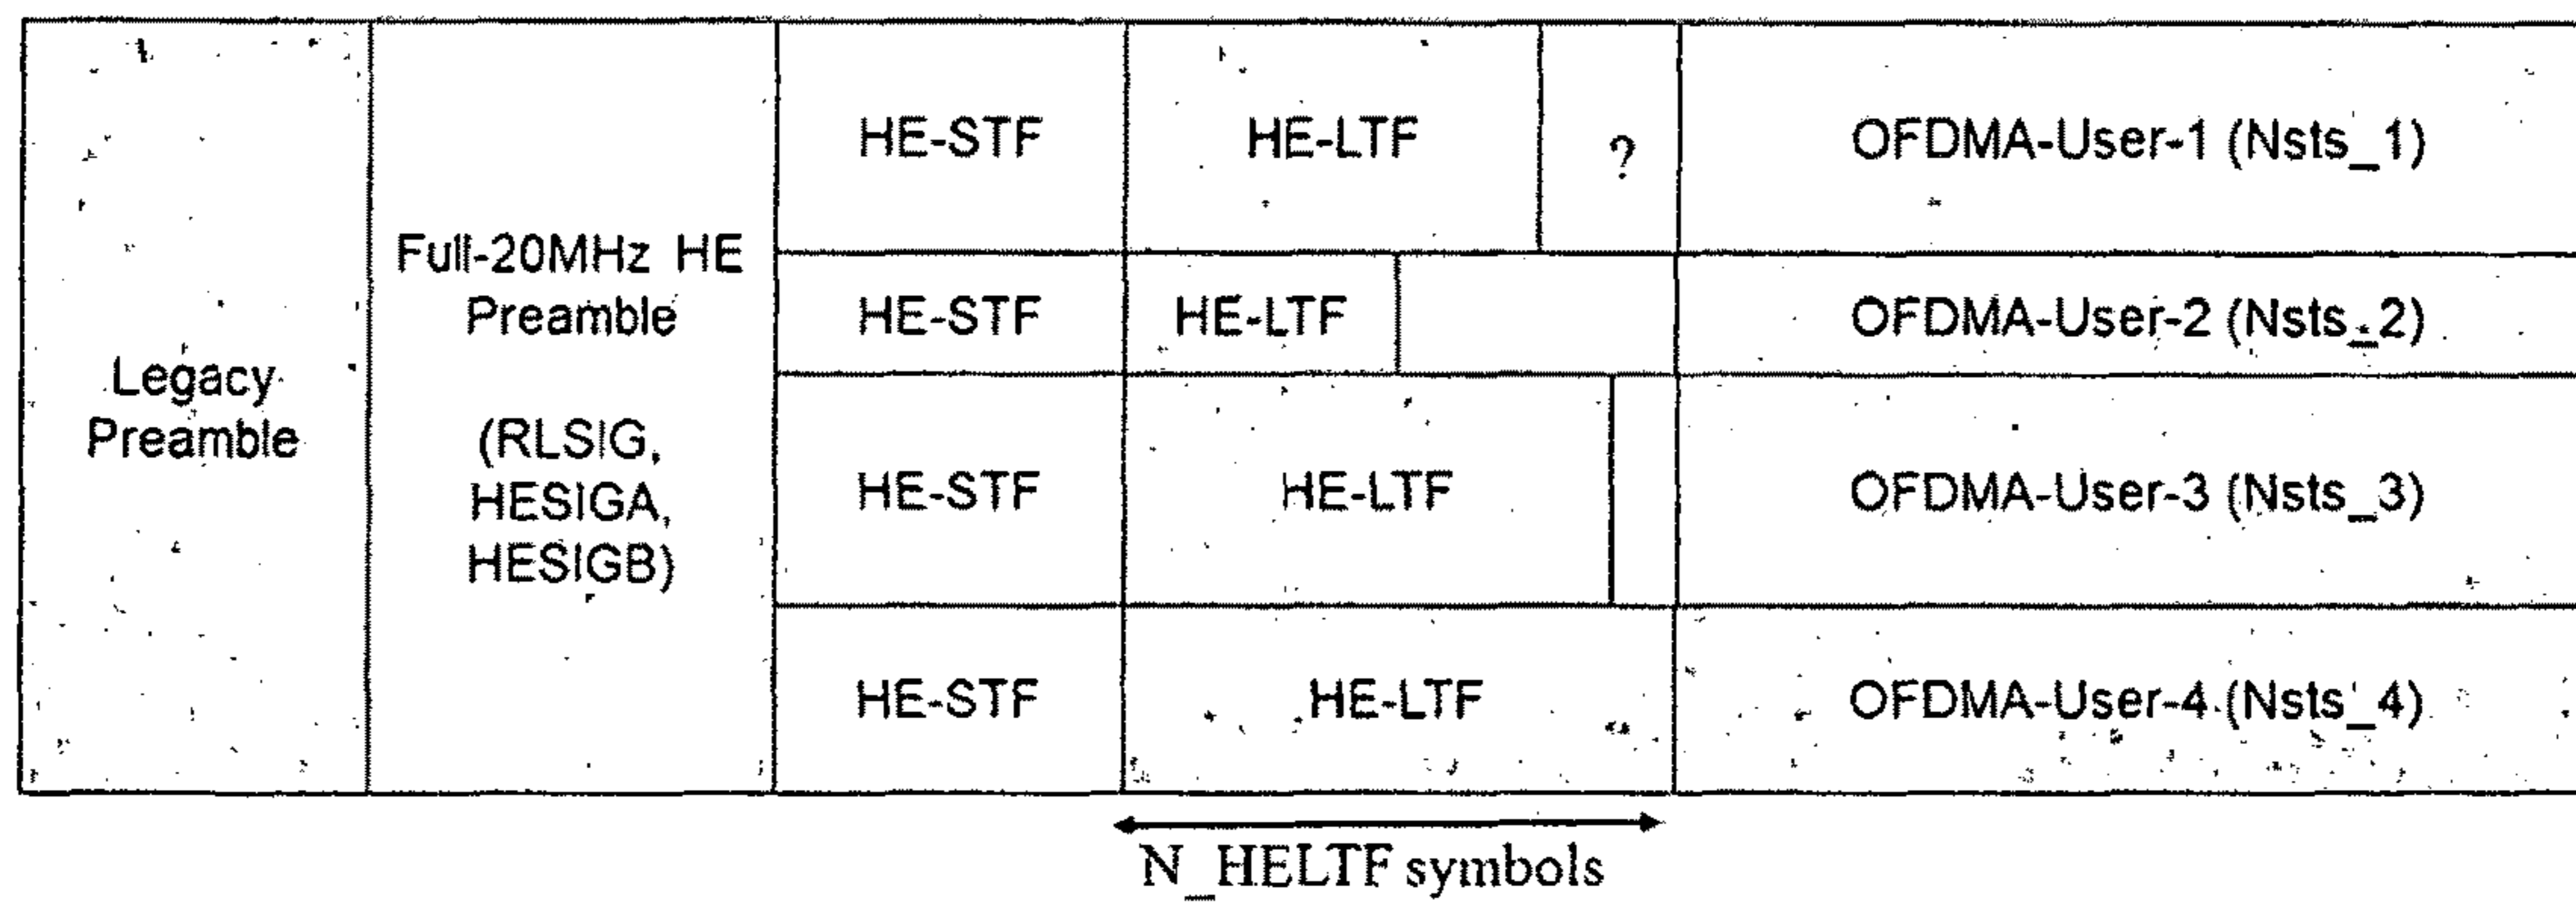 Legacy
Preamble
Full-20MHz HE
Preamble
(RLSIG,
HESIGA,
HESIGB)
HE-STF
HE-LTF
?
OFDMA-User-1 (Nsts_1)
HE-STF
HE-LTF
OFDMA-User-2 (Nsts_2)
HE-STF
HE-LTF
OFDMA-User-3 (Nsts_3)
HE-STF
HE-LTF
OFDMA-User-4 (Nsts_4)
N_HELTF symbols